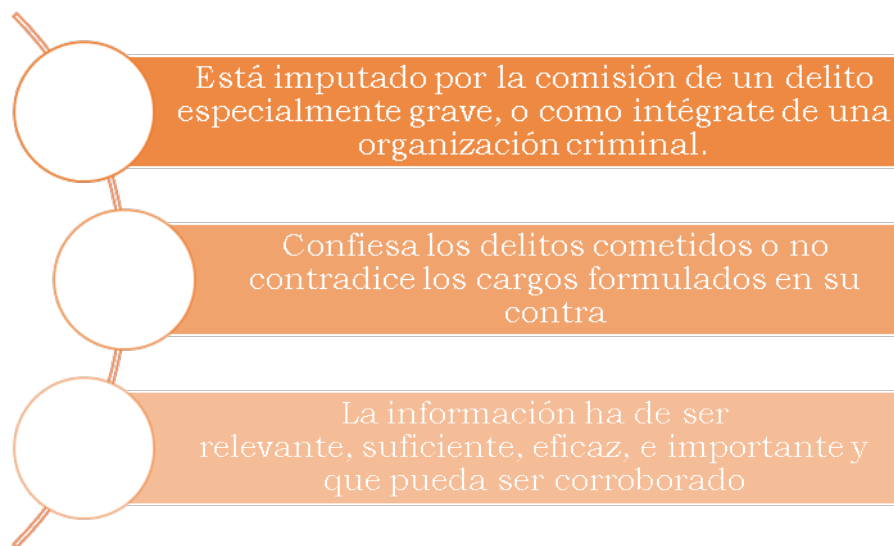 Está imputado por la comisión de un delito
especialmente grave, o como intégrate de una
organización criminal.
Confiesa los delitos cometidos o no
contradice los cargos formulados en su
contra
La información ha de ser
relevante, suficiente, eficaz, e importante y
que pueda ser corroborado